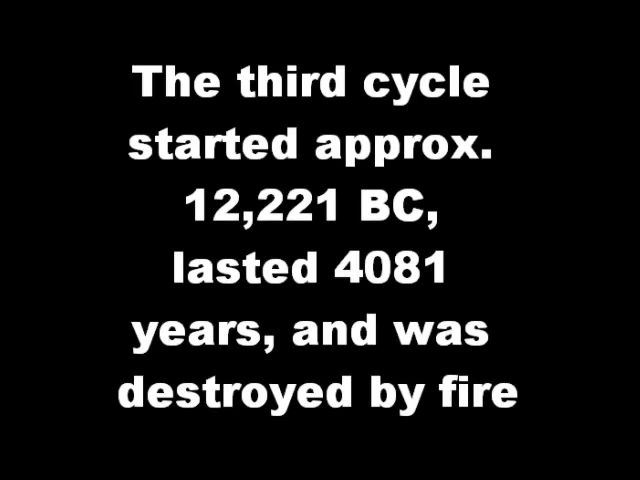 The third cycle
started approx.
12,221 BC,
lasted 4081
years, and was
destroyed by fire